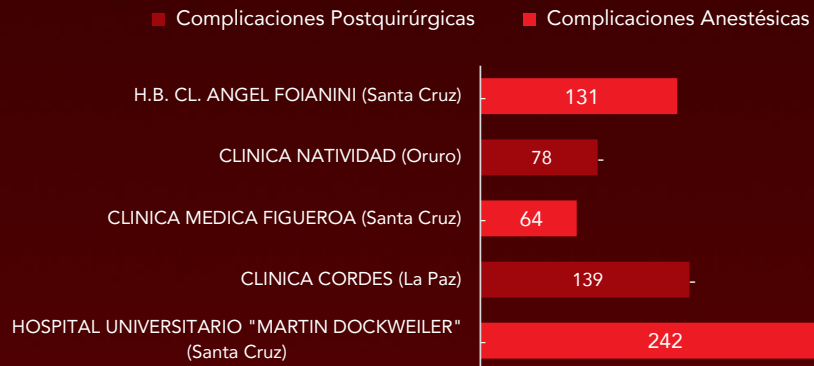 Complicaciones Postquirúrgicas Complicaciones Anestésicas
H.B. CL. ANGEL FOIANINI (Santa Cruz) - 131
CLINICA NATIVIDAD (Oruro) 78 -
CLINICA MEDICA FIGUEROA (Santa Cruz) - 64
CLINICA CORDES (La Paz) 139 -
HOSPITAL UNIVERSITARIO "MARTIN DOCKWEILER"
(Santa Cruz) - 242